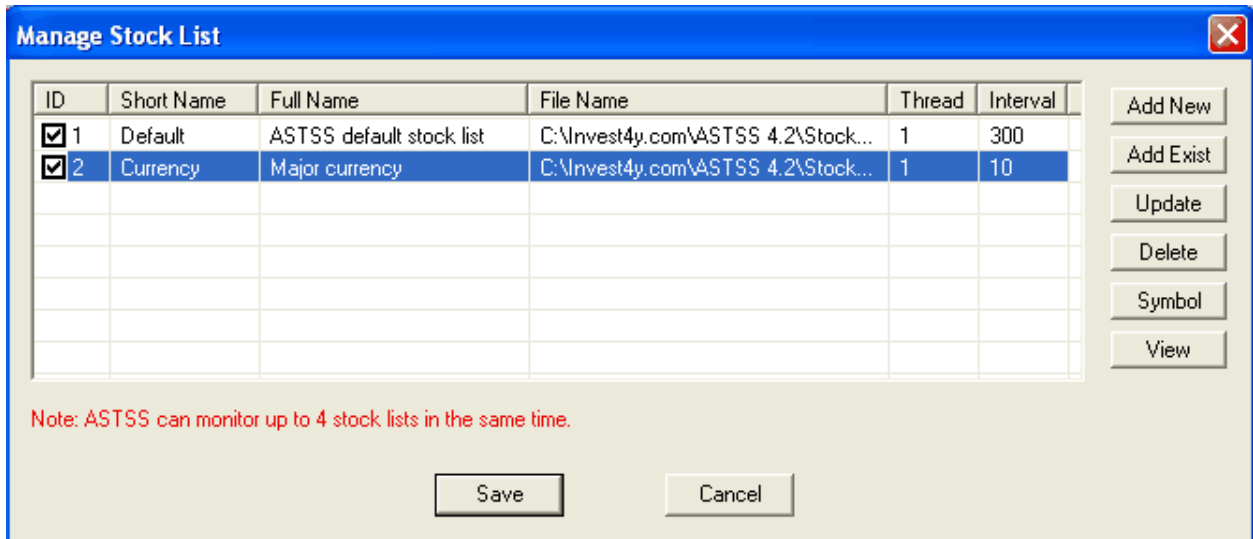 Manage Stock List
ID Short Name Full Name File Name Thread Interval
1 Default ASTSS default stock list C:\Invest4y.com\ASTSS 4.2\Stock... 1 300
2 Currency Major currency C:\Invest4y.com\ASTSS 4.2\Stock... 1 10
Add New
Add Exist
Update
Delete
Symbol
View
Note: ASTSS can monitor up to 4 stock lists in the same time.
Save Cancel